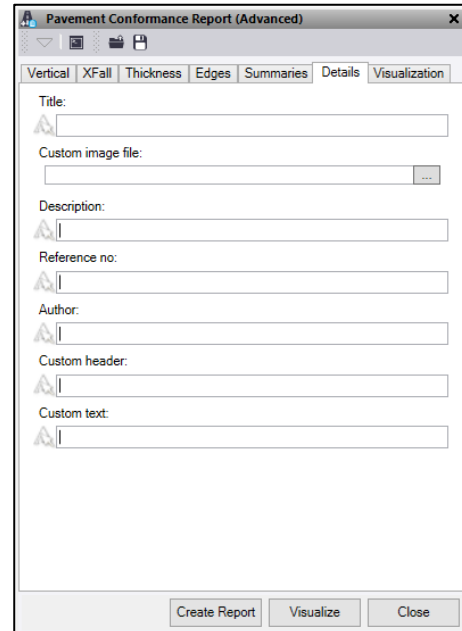 Pavement Conformance Report (Advanced)
Vertical XFall Thickness Edges Summaries Details Visualization
Title:
Custom image file:
...
Description:
Reference no:
Author:
Custom header:
Custom text:
Create Report Visualize Close